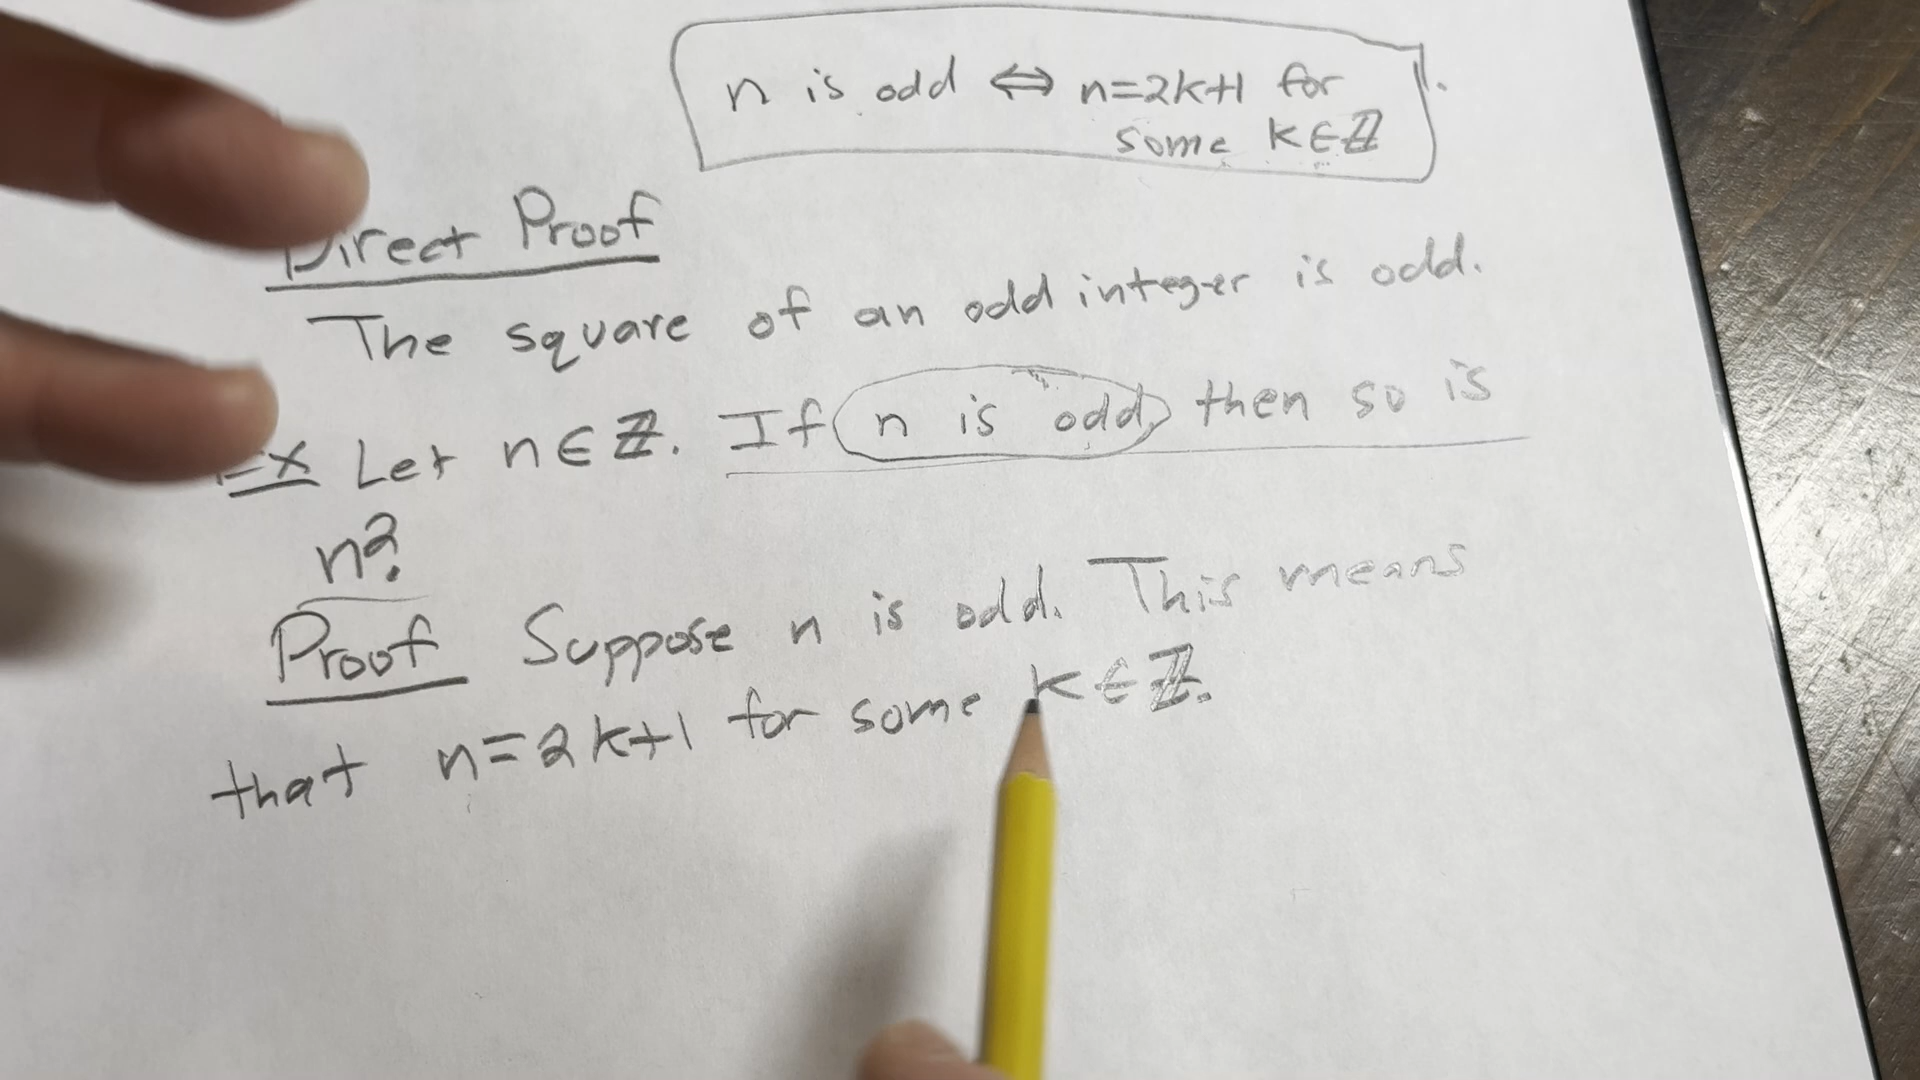 n is odd ⇔ n=2k+1 for
some k∈ℤ
Direct Proof
The square of an odd integer is odd.
Ex Let n∈ℤ. If n is odd, then so is
n².
Proof Suppose n is odd. This means
that n=2k+1 for some k∈ℤ.